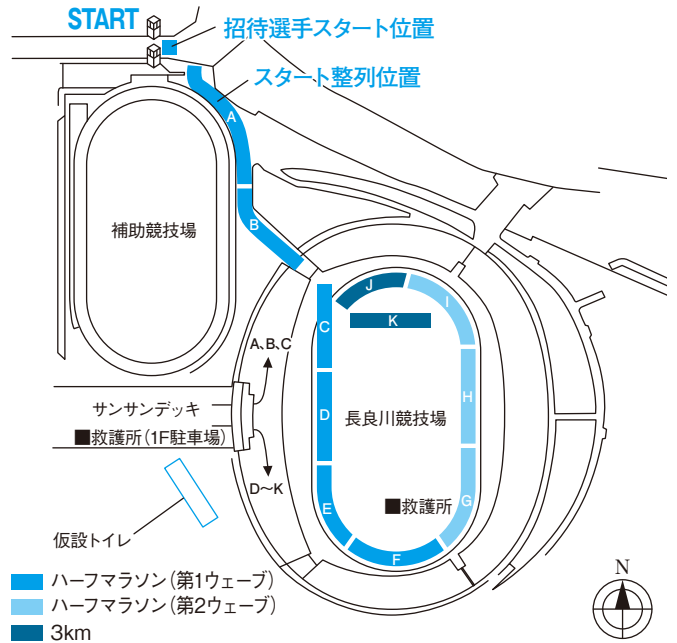 START
招待選手スタート位置
スタート整列位置
A
B
補助競技場
J
I
K
C
A、B、C
H
サンサンデッキ
D
長良川競技場
■救護所（1F駐車場）
D〜K
E
■救護所
G
仮設トイレ
F
ハーフマラソン（第1ウェーブ）
ハーフマラソン（第2ウェーブ）
3km
N